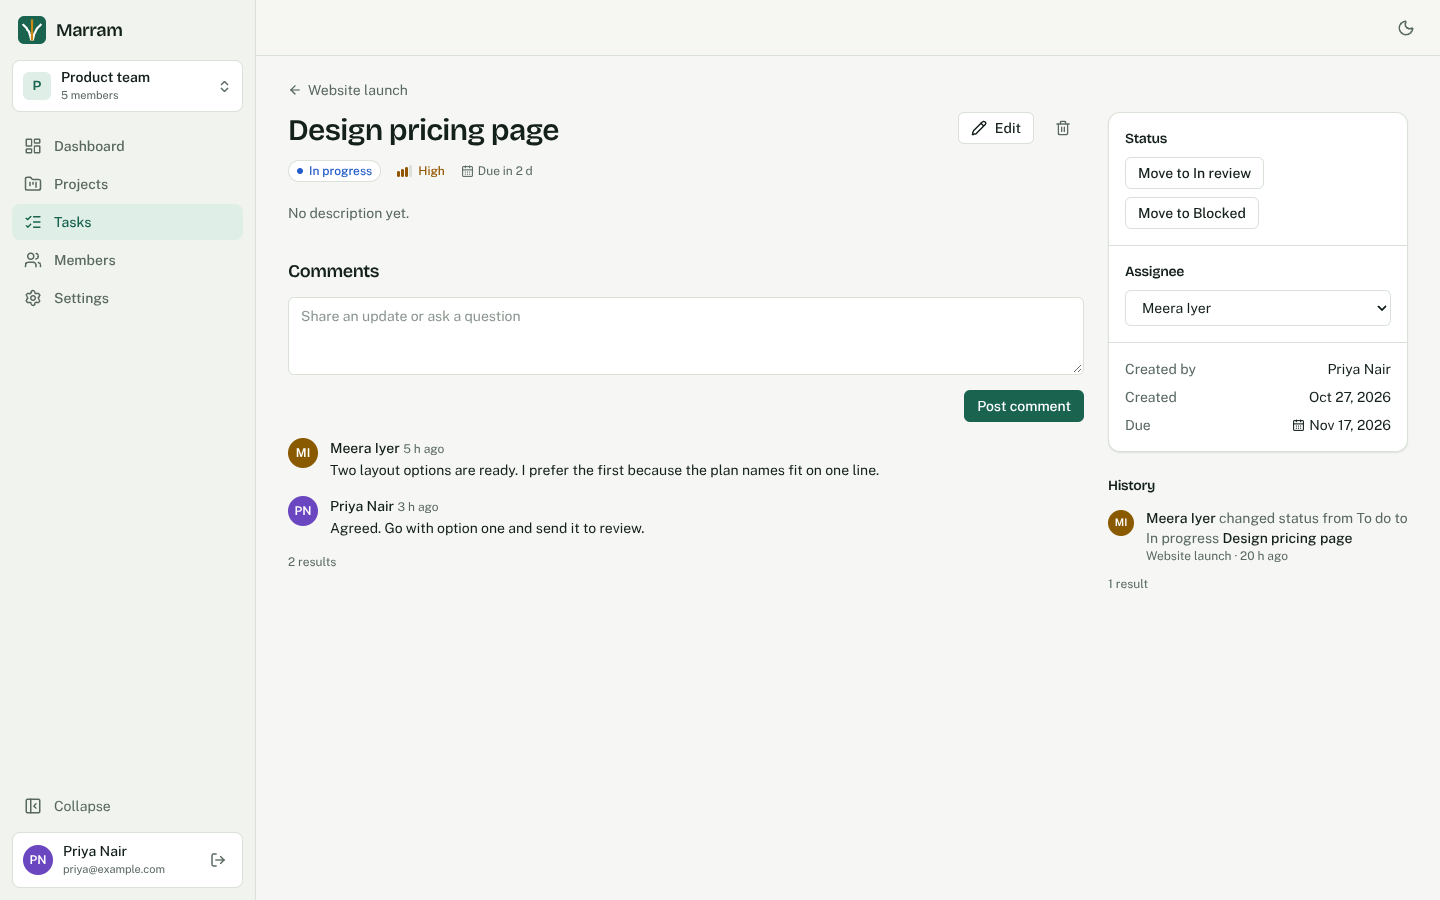 Marram
P
Product team
5 members
Dashboard
Projects
Tasks
Members
Settings
Collapse
PN
Priya Nair
priya@example.com
Website launch
Design pricing page
Edit
In progress
High
Due in 2 d
No description yet.
Comments
Share an update or ask a question
Post comment
MI
Meera Iyer 5 h ago
Two layout options are ready. I prefer the first because the plan names fit on one line.
PN
Priya Nair 3 h ago
Agreed. Go with option one and send it to review.
2 results
Status
Move to In review
Move to Blocked
Assignee
Meera Iyer
Created by Priya Nair
Created Oct 27, 2026
Due Nov 17, 2026
History
MI
Meera Iyer changed status from To do to
In progress Design pricing page
Website launch · 20 h ago
1 result